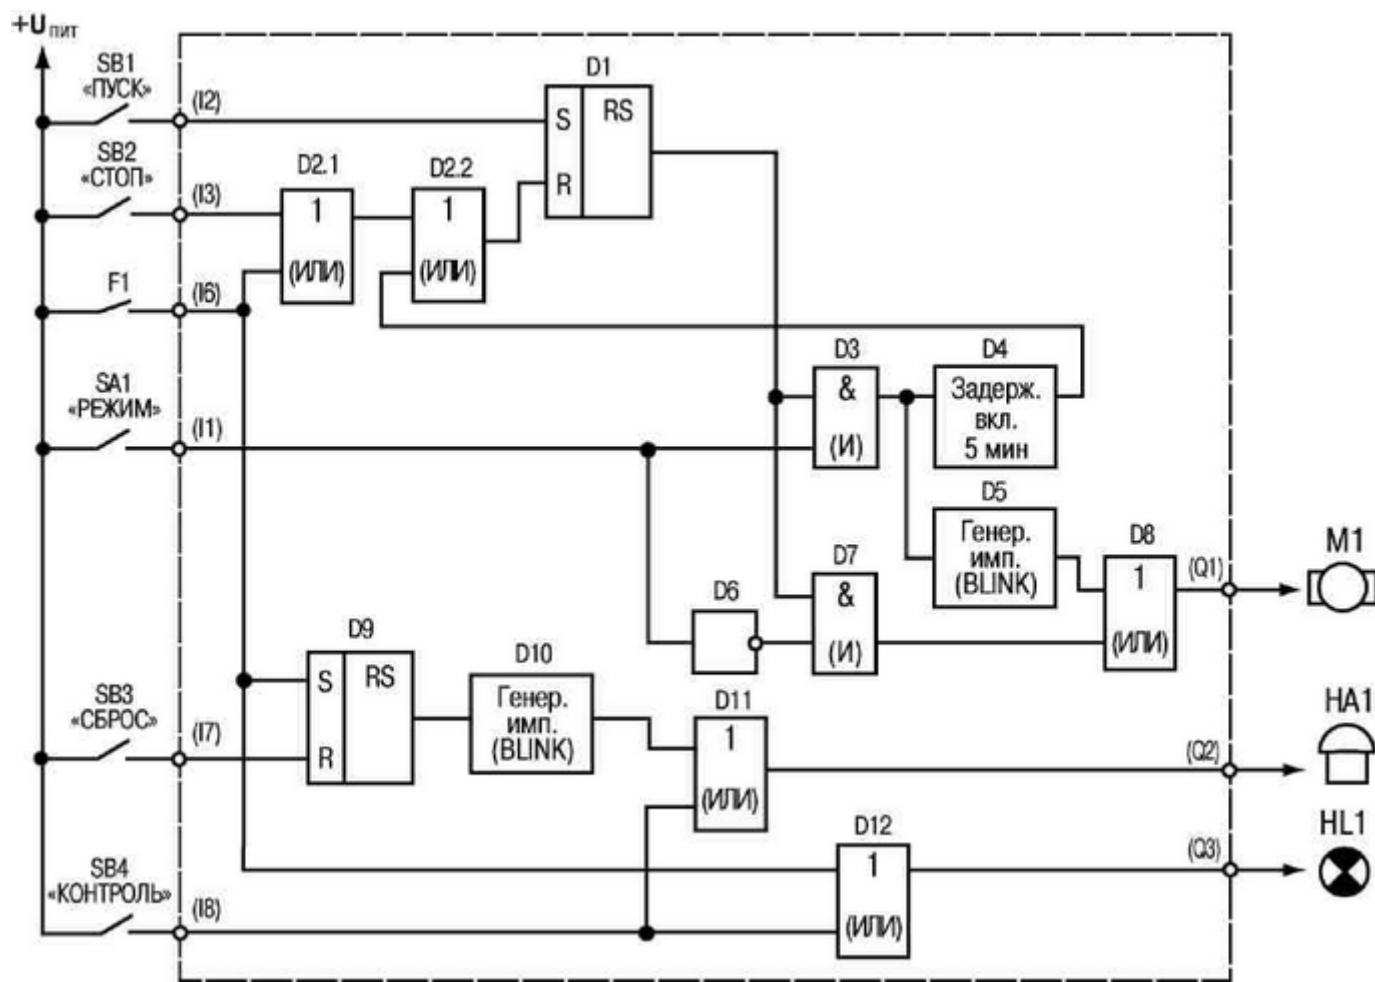 +Uпит
SB1
«ПУСК»
(I2)
D1
S
RS
R
SB2
«СТОП»
(I3)
D2.1
1
(ИЛИ)
D2.2
1
(ИЛИ)
F1
(I6)
SA1
«РЕЖИМ»
(I1)
D3
&
(И)
D4
Задерж.
вкл.
5 мин
D5
Генер.
имп.
(BLINK)
D6
D7
&
(И)
D8
1
(ИЛИ)
(Q1)
M1
D9
S
RS
R
D10
Генер.
имп.
(BLINK)
D11
1
(ИЛИ)
SB3
«СБРОС»
(I7)
(Q2)
HA1
D12
1
(ИЛИ)
(Q3)
HL1
SB4
«КОНТРОЛЬ»
(I8)